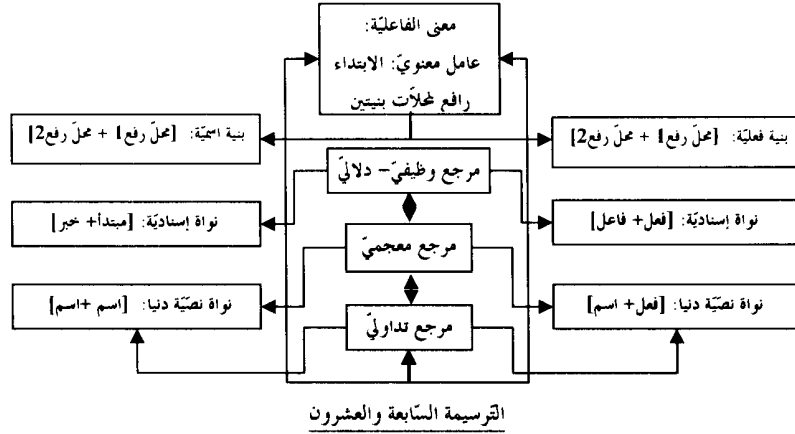 معنى الفاعليّة:
عامل معنويّ: الابتداء
رافع لمحلاّت بنيتين
بنية فعليّة: [محلّ رفع1 + محلّ رفع2]
بنية اسميّة: [محلّ رفع1 + محلّ رفع2]
مرجع وظيفيّ- دلاليّ
نواة إسناديّة: [فعل+ فاعل]
نواة إسناديّة: [مبتدأ+ خبر]
مرجع معجميّ
نواة نصّيّة دنيا: [فعل+ اسم]
نواة نصّيّة دنيا: [اسم +اسم]
مرجع تداوليّ
التّرسيمة السّابعة والعشرون